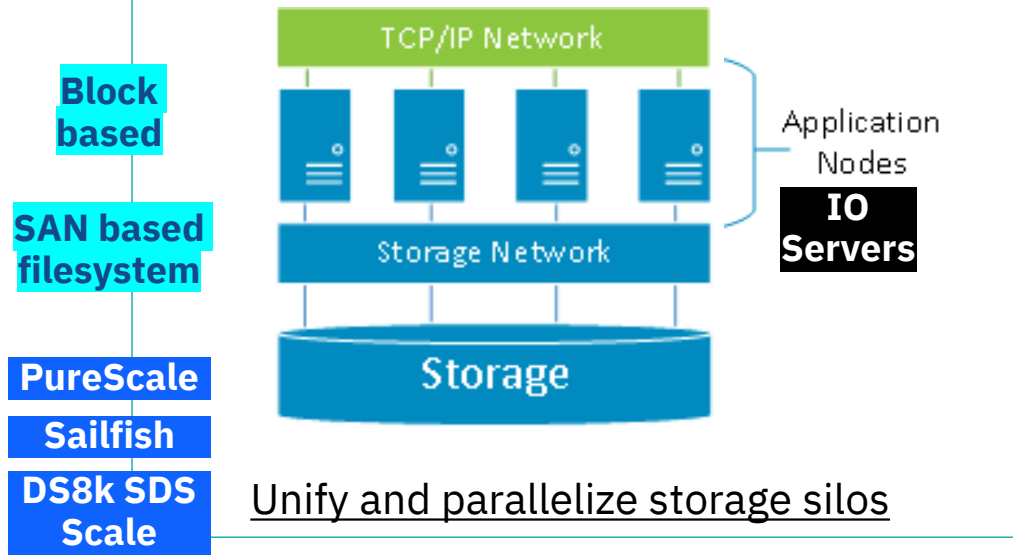 TCP/IP Network
Block
based
Application
Nodes
IO
Servers
SAN based
filesystem
Storage Network
PureScale
Storage
Sailfish
DS8k SDS
Scale
Unify and parallelize storage silos